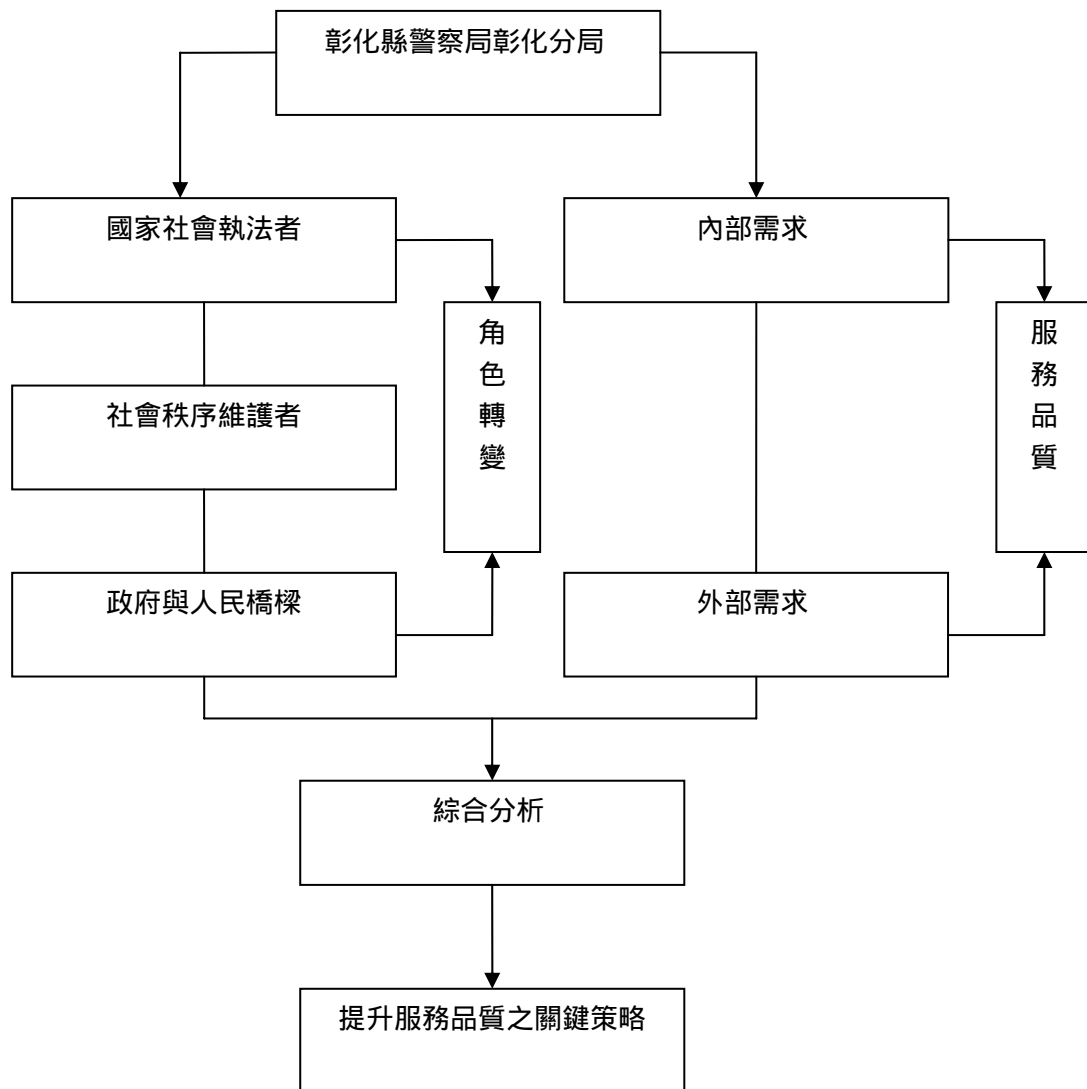 彰化縣警察局彰化分局
國家社會執法者
內部需求
角色轉變
服務品質
社會秩序維護者
政府與人民橋樑
外部需求
綜合分析
提升服務品質之關鍵策略